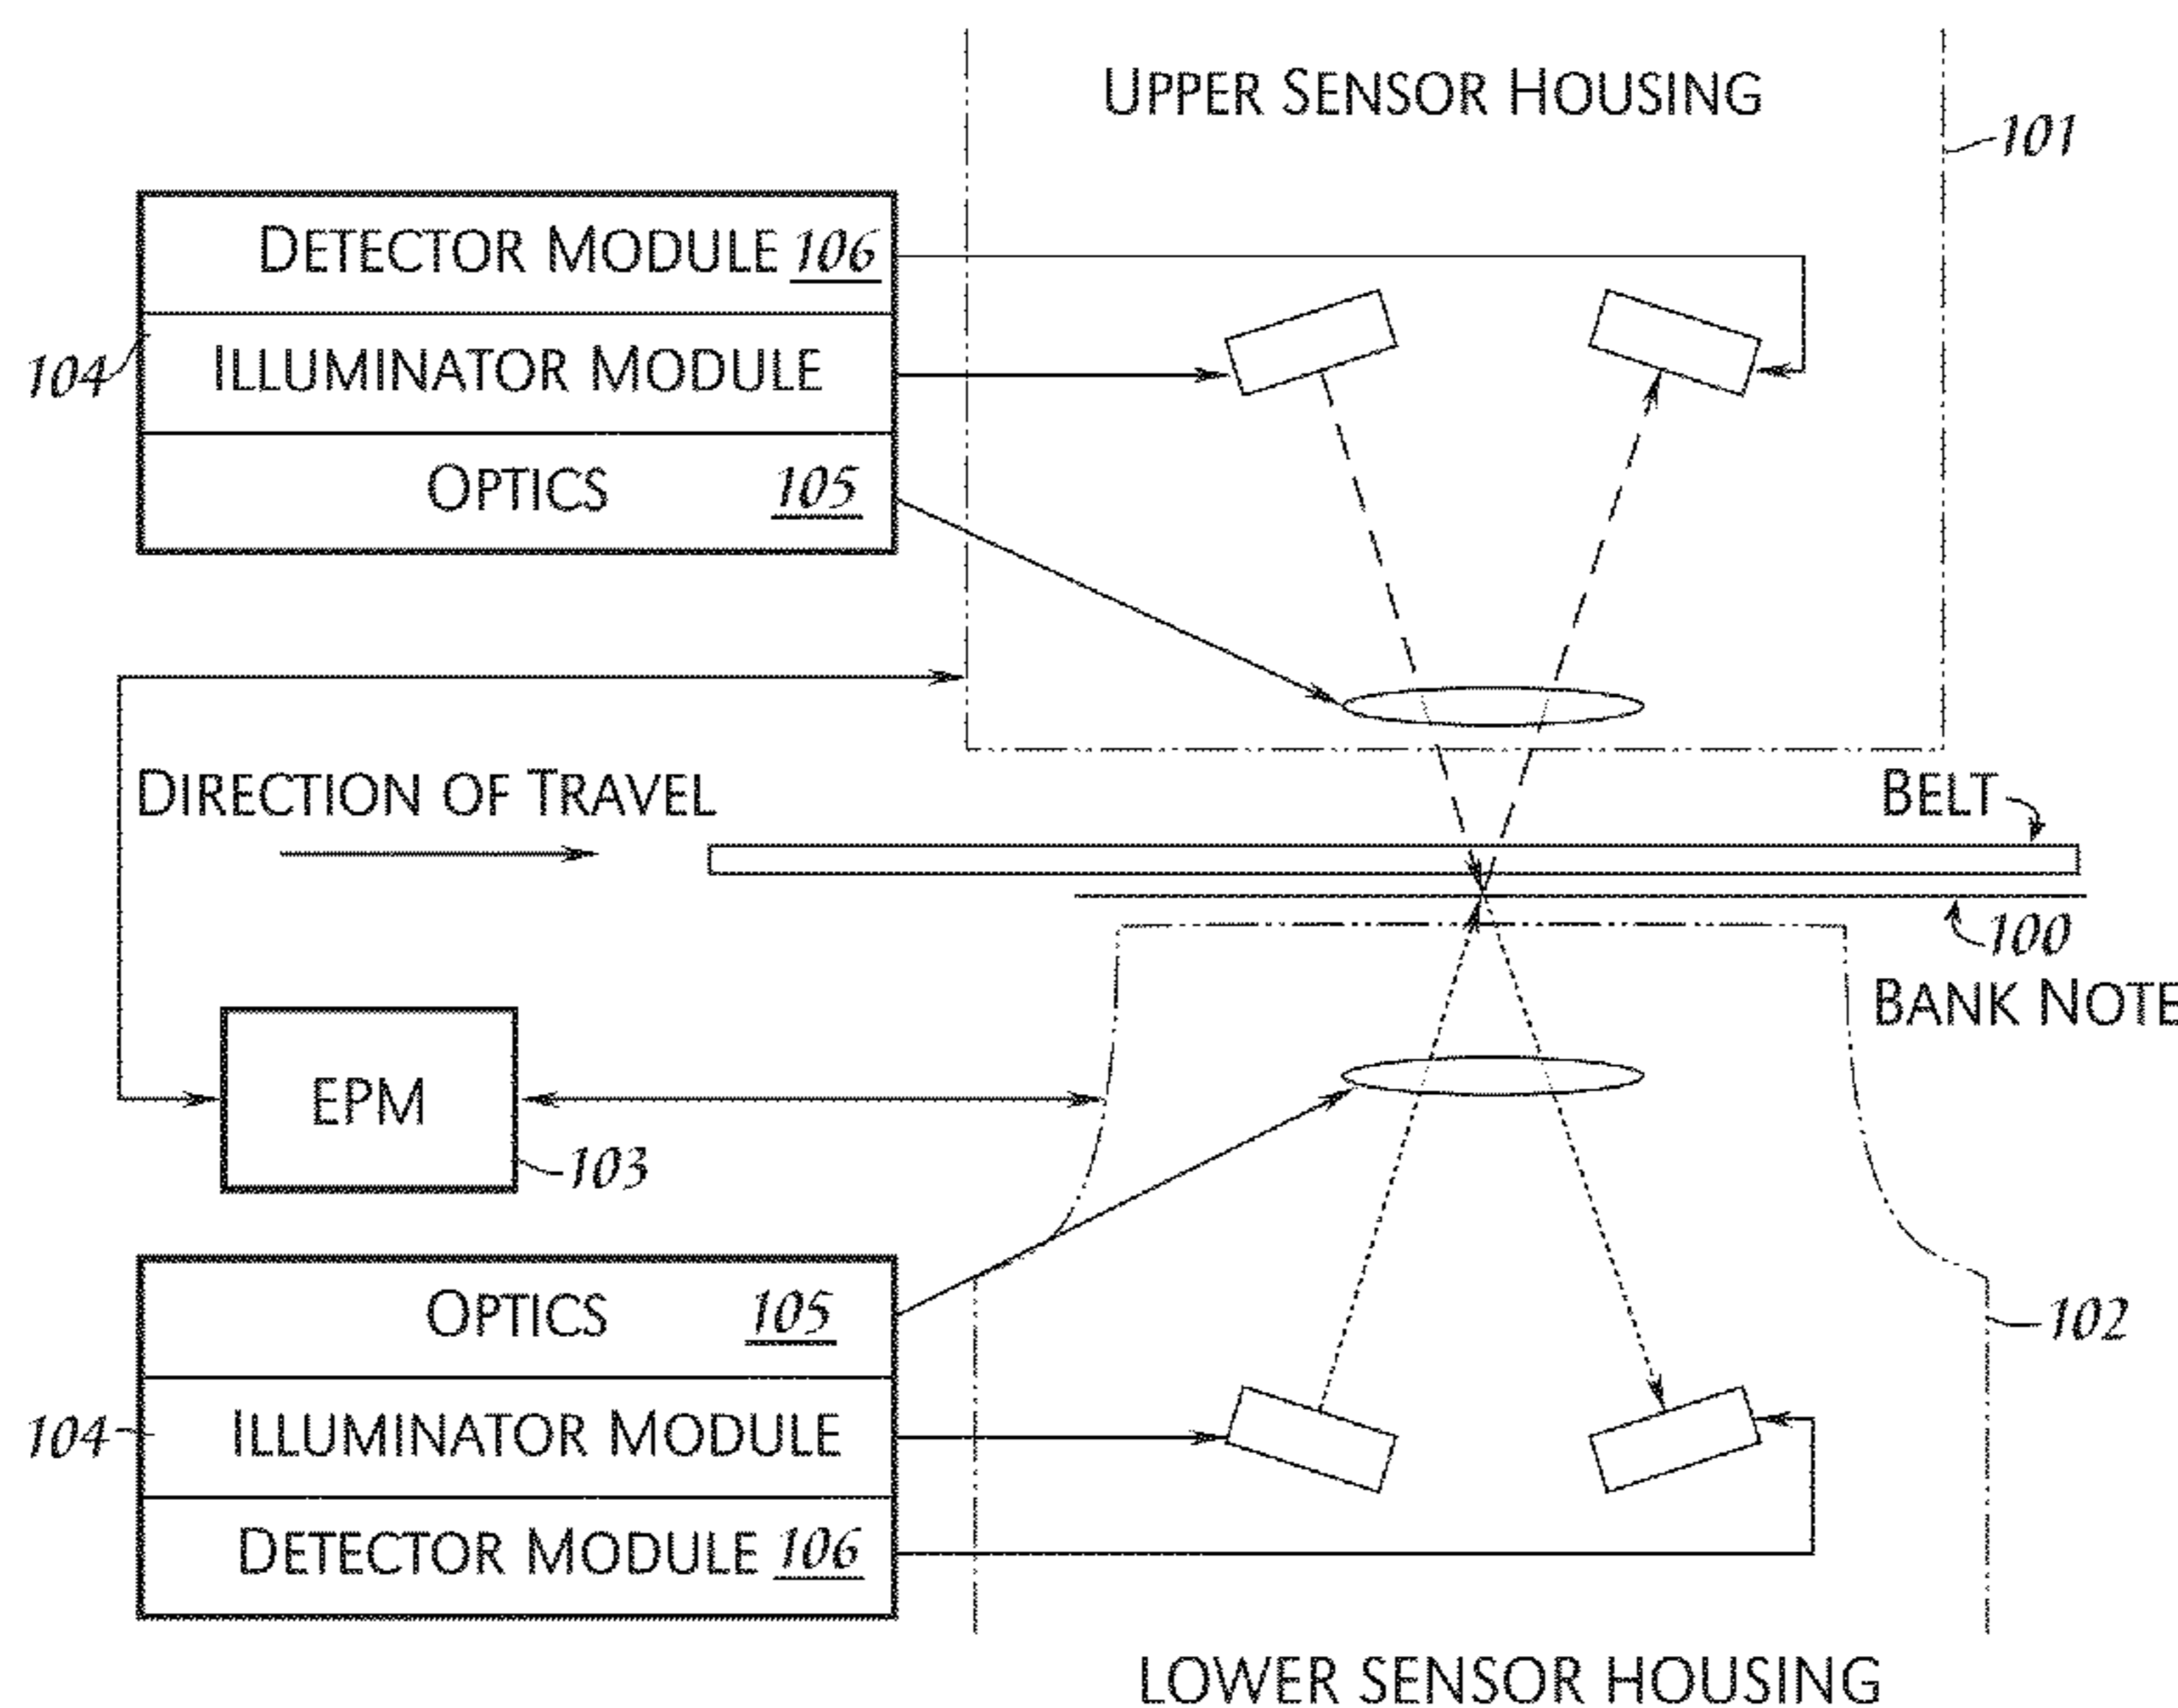 UPPER SENSOR HOUSING
101
DETECTOR MODULE 106
104
ILLUMINATOR MODULE
OPTICS 105
DIRECTION OF TRAVEL
BELT
100
BANK NOTE
EPM
103
OPTICS 105
102
104
ILLUMINATOR MODULE
DETECTOR MODULE 106
LOWER SENSOR HOUSING